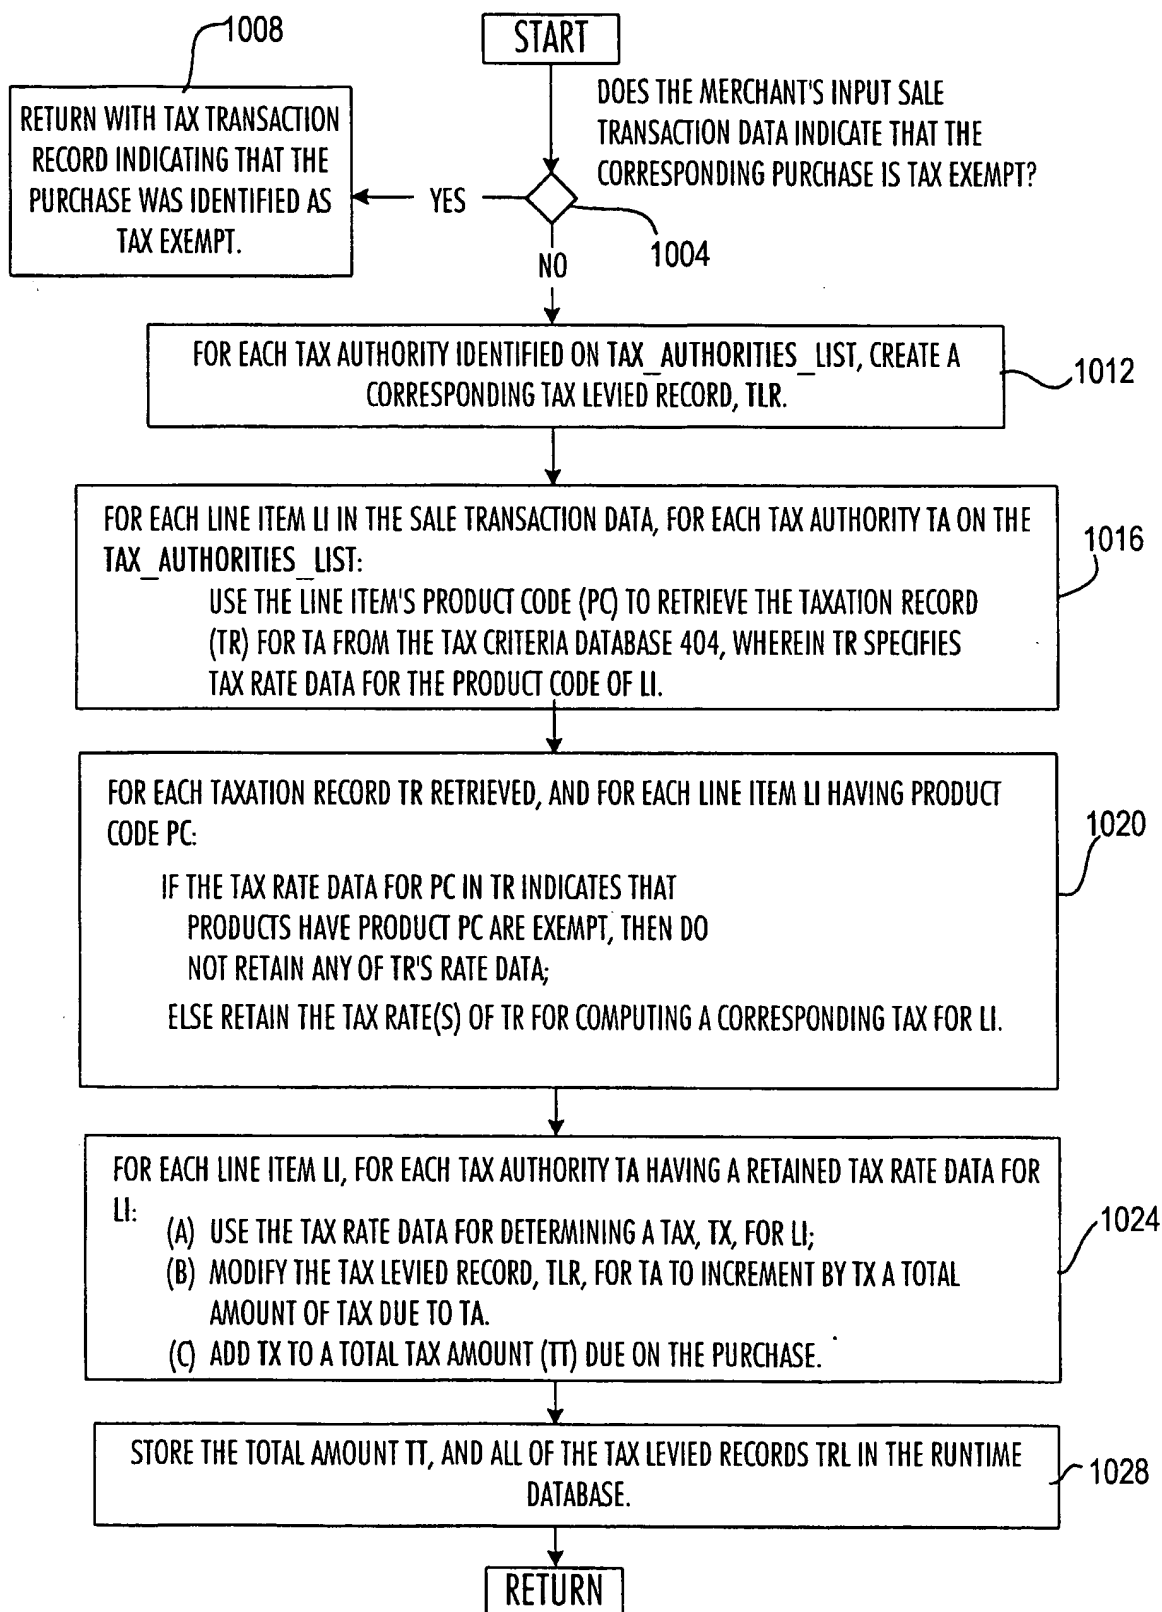 1008
START
DOES THE MERCHANT'S INPUT SALE
TRANSACTION DATA INDICATE THAT THE
CORRESPONDING PURCHASE IS TAX EXEMPT?
RETURN WITH TAX TRANSACTION
RECORD INDICATING THAT THE
PURCHASE WAS IDENTIFIED AS
TAX EXEMPT.
YES
1004
NO
FOR EACH TAX AUTHORITY IDENTIFIED ON TAX_AUTHORITIES_LIST, CREATE A
CORRESPONDING TAX LEVIED RECORD, TLR.
1012
FOR EACH LINE ITEM LI IN THE SALE TRANSACTION DATA, FOR EACH TAX AUTHORITY TA ON THE
TAX_AUTHORITIES_LIST:
USE THE LINE ITEM'S PRODUCT CODE (PC) TO RETRIEVE THE TAXATION RECORD
(TR) FOR TA FROM THE TAX CRITERIA DATABASE 404, WHEREIN TR SPECIFIES
TAX RATE DATA FOR THE PRODUCT CODE OF LI.
1016
FOR EACH TAXATION RECORD TR RETRIEVED, AND FOR EACH LINE ITEM LI HAVING PRODUCT
CODE PC:
IF THE TAX RATE DATA FOR PC IN TR INDICATES THAT
PRODUCTS HAVE PRODUCT PC ARE EXEMPT, THEN DO
NOT RETAIN ANY OF TR'S RATE DATA;
ELSE RETAIN THE TAX RATE(S) OF TR FOR COMPUTING A CORRESPONDING TAX FOR LI.
1020
FOR EACH LINE ITEM LI, FOR EACH TAX AUTHORITY TA HAVING A RETAINED TAX RATE DATA FOR
LI:
(A) USE THE TAX RATE DATA FOR DETERMINING A TAX, TX, FOR LI;
(B) MODIFY THE TAX LEVIED RECORD, TLR, FOR TA TO INCREMENT BY TX A TOTAL
AMOUNT OF TAX DUE TO TA.
(C) ADD TX TO A TOTAL TAX AMOUNT (TT) DUE ON THE PURCHASE.
1024
STORE THE TOTAL AMOUNT TT, AND ALL OF THE TAX LEVIED RECORDS TRL IN THE RUNTIME
DATABASE.
1028
RETURN